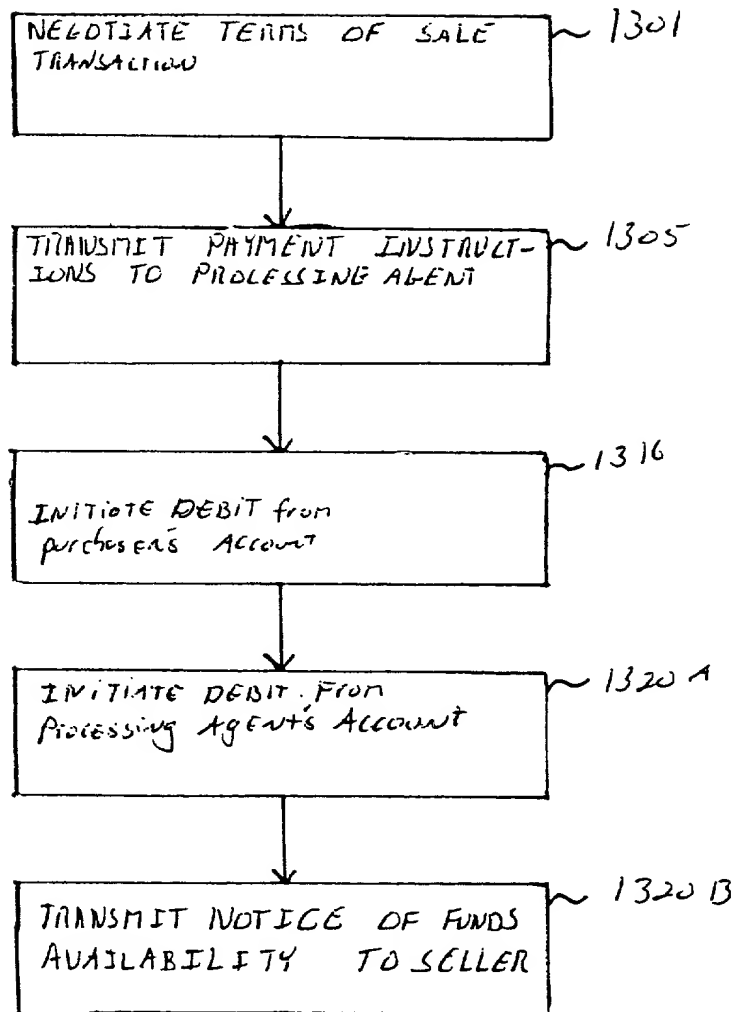 NEGOTIATE TERMS OF SALE
TRANSACTION
1301
TRANSMIT PAYMENT INSTRUCT-
IONS TO PROCESSING AGENT
1305
INITIATE DEBIT from
purchaser's Account
1316
INITIATE DEBIT From
Processing Agent's Account
1320 A
TRANSMIT NOTICE OF FUNDS
AVAILABILITY TO SELLER
1320 B